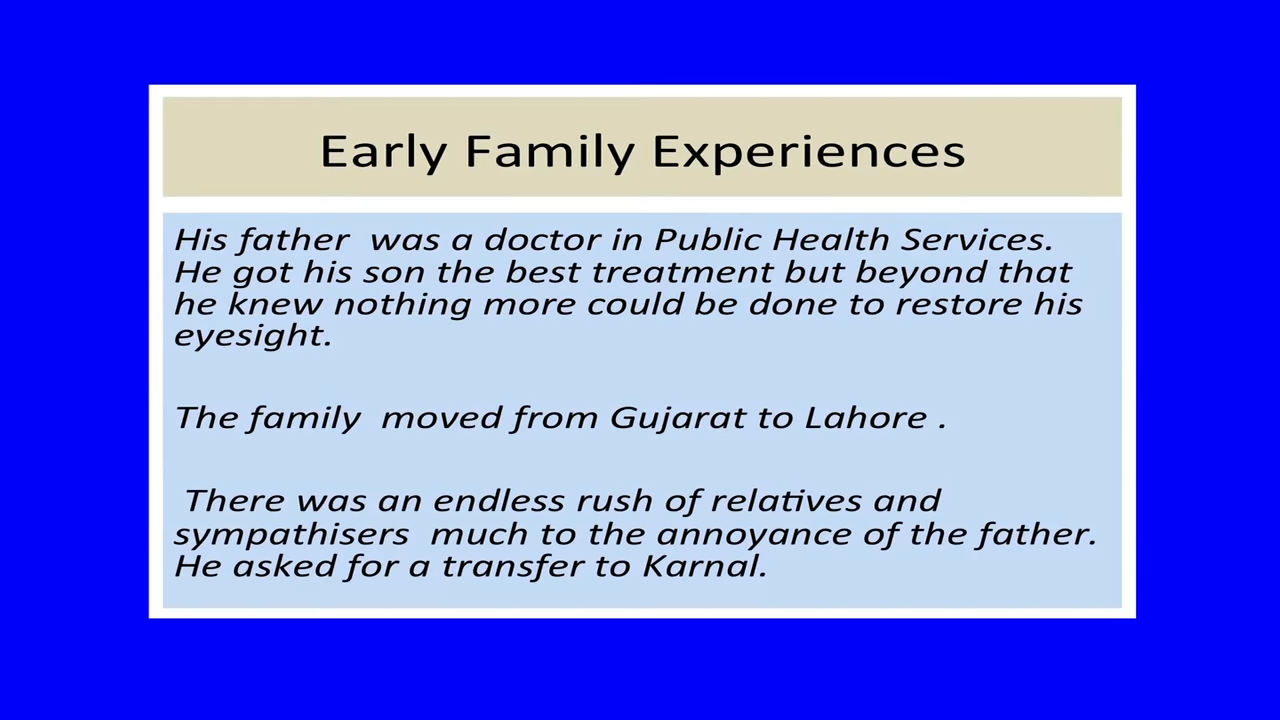 Early Family Experiences
His father was a doctor in Public Health Services.
He got his son the best treatment but beyond that
he knew nothing more could be done to restore his
eyesight.
The family moved from Gujarat to Lahore .
There was an endless rush of relatives and
sympathisers much to the annoyance of the father.
He asked for a transfer to Karnal.